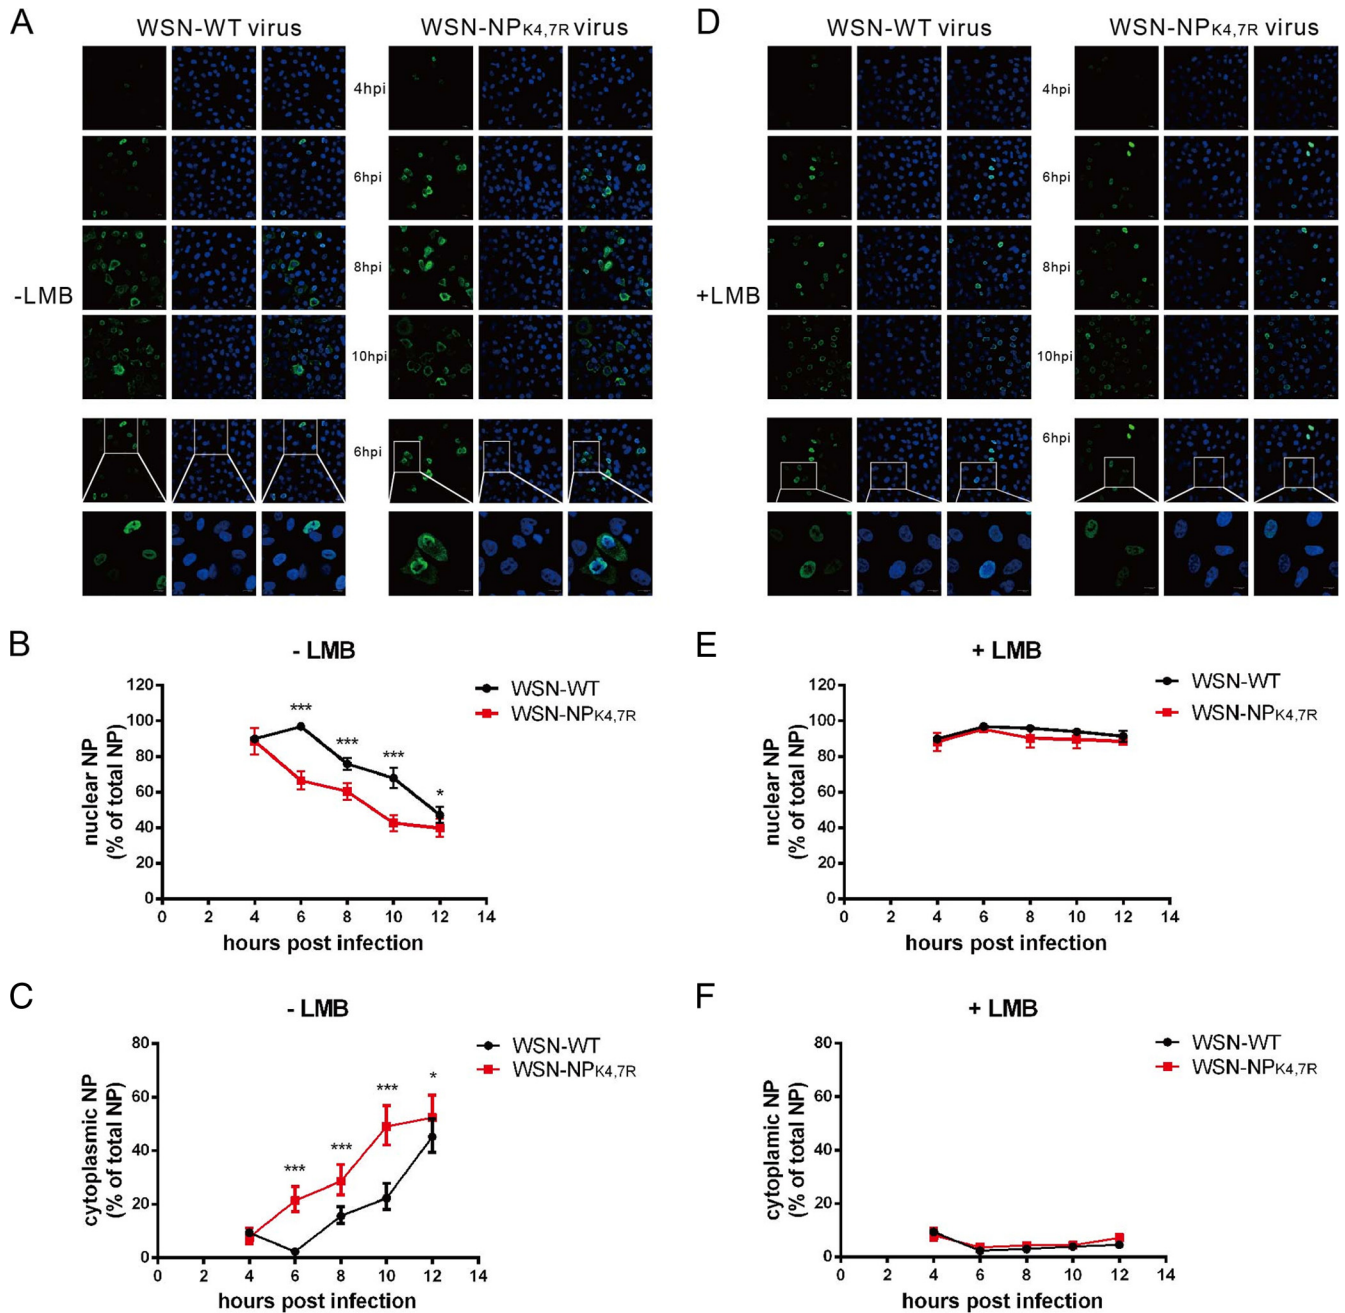 A
WSN-WT virus
WSN-NPK4,7R virus
-LMB
4hpi
6hpi
8hpi
10hpi
6hpi
D
WSN-WT virus
WSN-NPK4,7R virus
+LMB
4hpi
6hpi
8hpi
10hpi
6hpi
B
- LMB
WSN-WT
WSN-NPK4,7R
nuclear NP
(% of total NP)
120
100
80
60
40
20
0
***
***
***
*
0 2 4 6 8 10 12 14
hours post infection
E
+ LMB
WSN-WT
WSN-NPK4,7R
nuclear NP
(% of total NP)
120
100
80
60
40
20
0
0 2 4 6 8 10 12 14
hours post infection
C
- LMB
WSN-WT
WSN-NPK4,7R
cytoplasmic NP
(% of total NP)
80
60
40
20
0
***
***
***
*
0 2 4 6 8 10 12 14
hours post infection
F
+ LMB
WSN-WT
WSN-NPK4,7R
cytoplamic NP
(% of total NP)
80
60
40
20
0
0 2 4 6 8 10 12 14
hours post infection